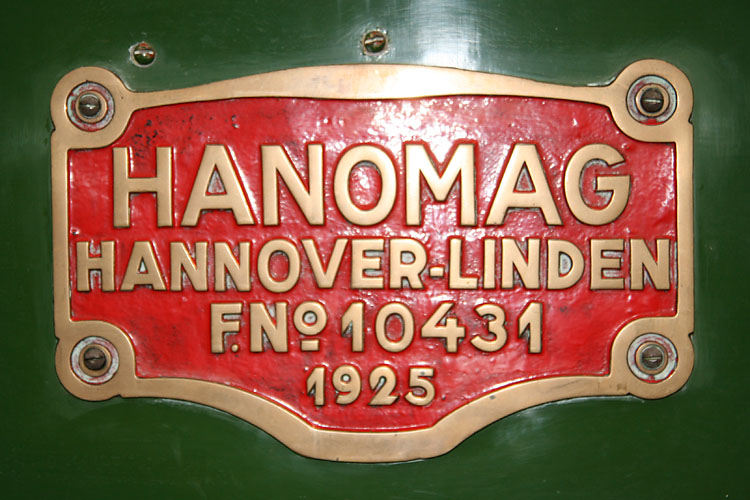 HANOMAG
HANNOVER-LINDEN
F.Nº 10431
1925